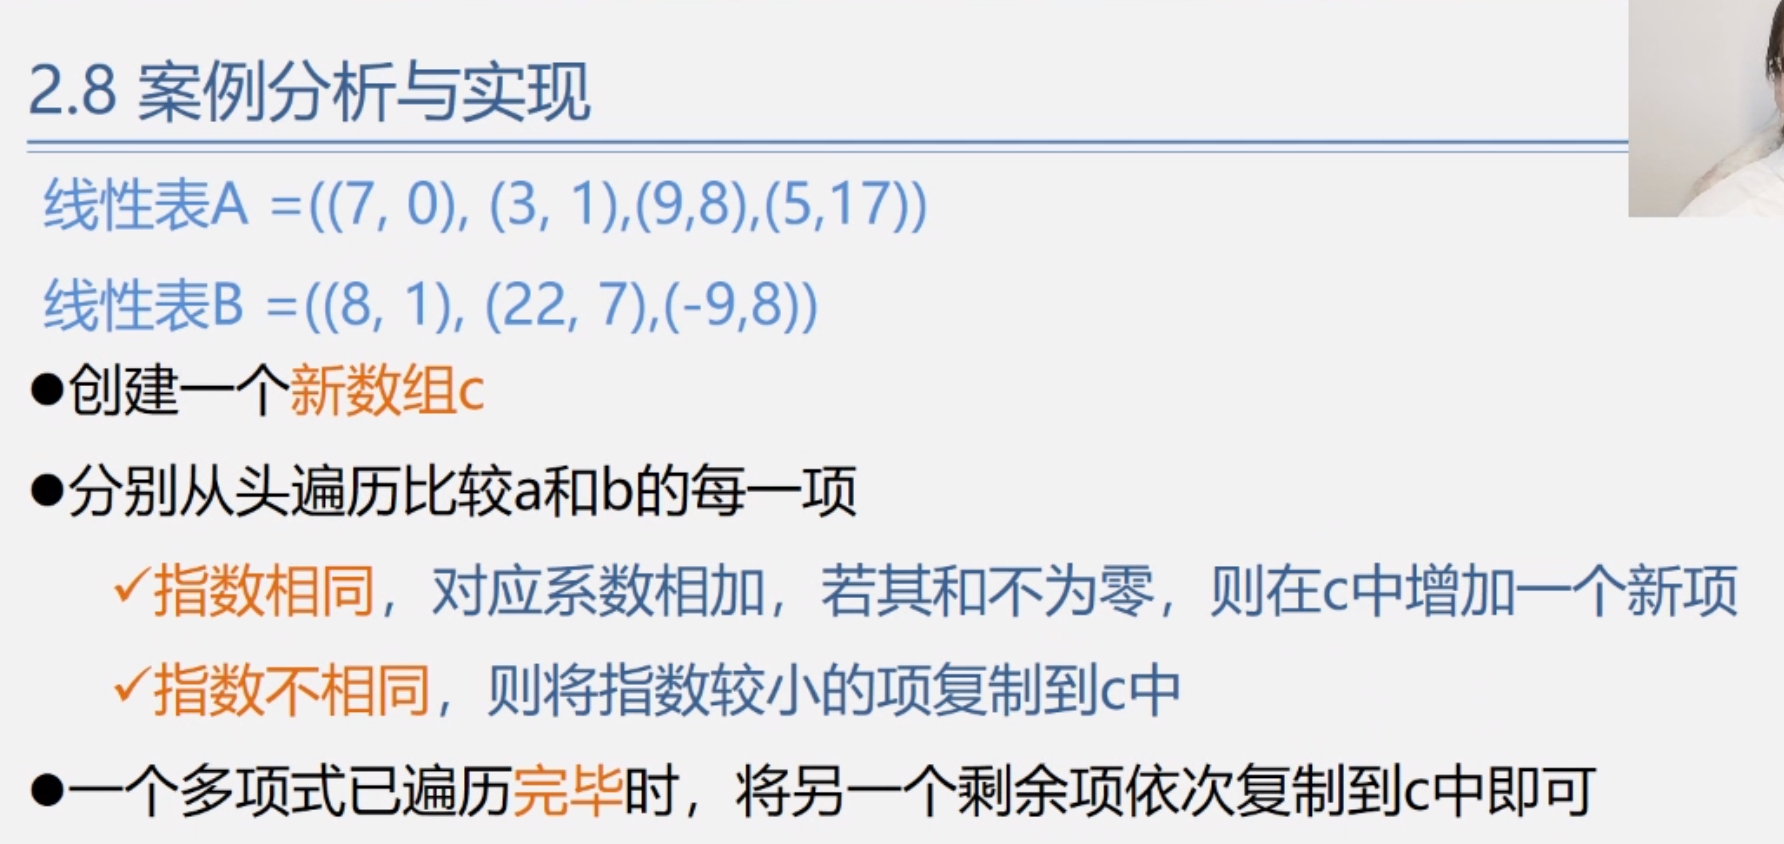 2.8 案例分析与实现
线性表A =((7, 0), (3, 1),(9,8),(5,17))
线性表B =((8, 1), (22, 7),(-9,8))
●创建一个新数组c
●分别从头遍历比较a和b的每一项
✓指数相同，对应系数相加，若其和不为零，则在c中增加一个新项
✓指数不相同，则将指数较小的项复制到c中
●一个多项式已遍历完毕时，将另一个剩余项依次复制到c中即可